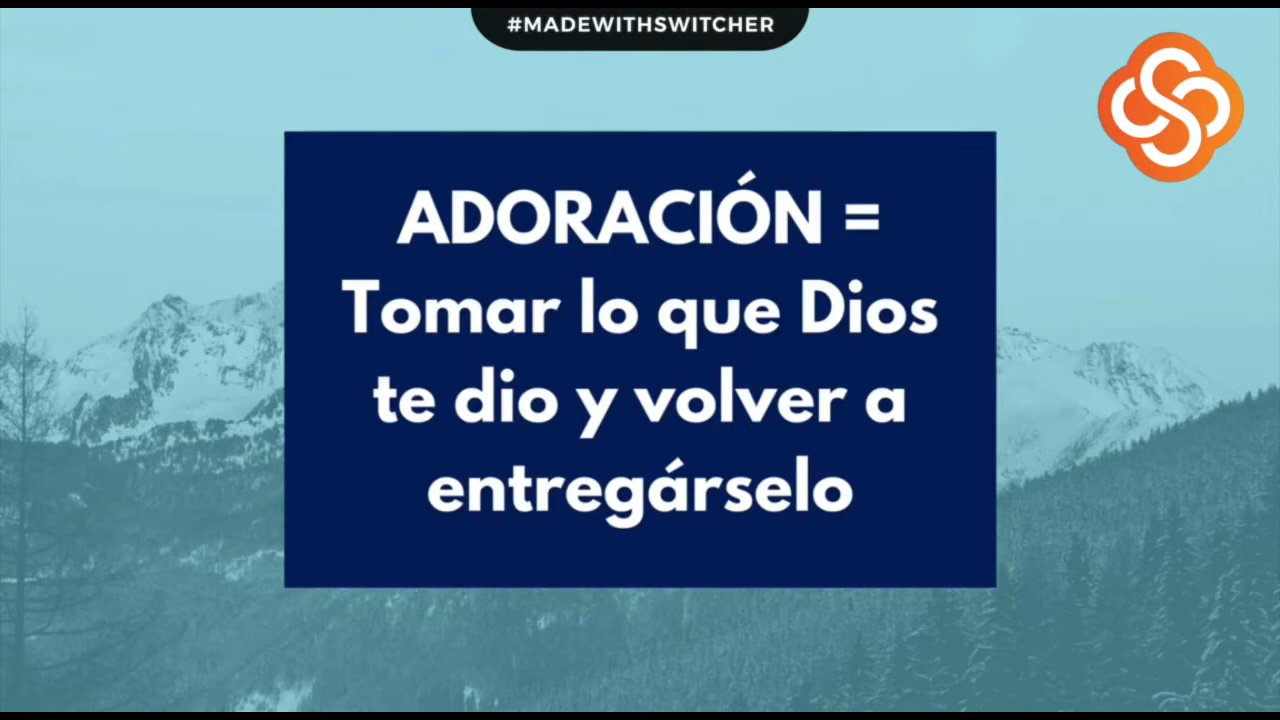 #MADEWITHSWITCHER
ADORACIÓN =
Tomar lo que Dios
te dio y volver a
entregárselo